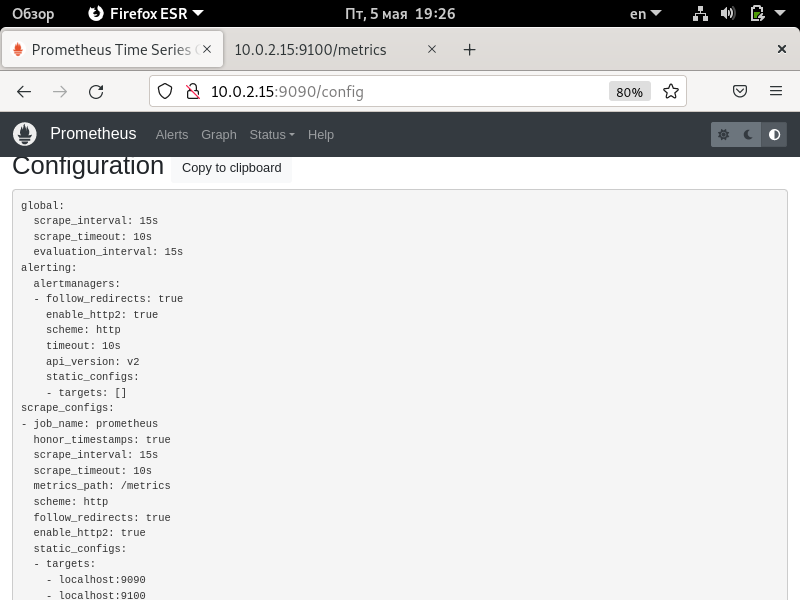 Обзор Firefox ESR Пт, 5 мая 19:26 en
Prometheus Time Series 10.0.2.15:9100/metrics
10.0.2.15:9090/config 80%
Prometheus Alerts Graph Status Help
Configuration Copy to clipboard
global:
  scrape_interval: 15s
  scrape_timeout: 10s
  evaluation_interval: 15s
alerting:
  alertmanagers:
  - follow_redirects: true
    enable_http2: true
    scheme: http
    timeout: 10s
    api_version: v2
    static_configs:
    - targets: []
scrape_configs:
- job_name: prometheus
  honor_timestamps: true
  scrape_interval: 15s
  scrape_timeout: 10s
  metrics_path: /metrics
  scheme: http
  follow_redirects: true
  enable_http2: true
  static_configs:
  - targets:
    - localhost:9090
    - localhost:9100